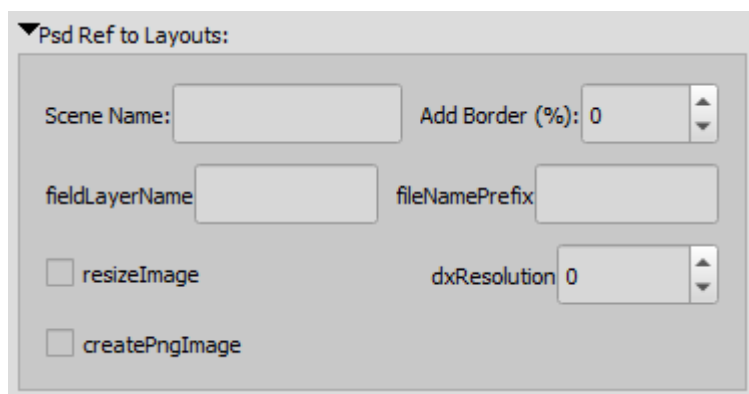 Psd Ref to Layouts:
Scene Name: Add Border (%): 0
fieldLayerName fileNamePrefix
resizeImage dxResolution 0
createPngImage